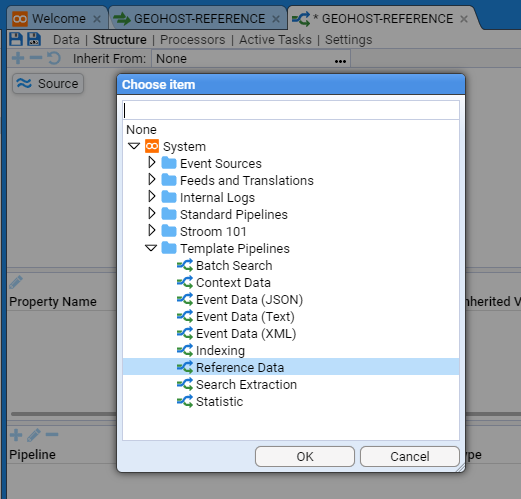 Welcome × GEOHOST-REFERENCE × * GEOHOST-REFERENCE ×
Data | Structure | Processors | Active Tasks | Settings
Inherit From: None ...
Source
Choose item
None
System
Event Sources
Feeds and Translations
Internal Logs
Standard Pipelines
Stroom 101
Template Pipelines
Batch Search
Context Data
Event Data (JSON)
Event Data (Text)
Event Data (XML)
Indexing
Reference Data
Search Extraction
Statistic
OK Cancel
Property Name nherited V
Pipeline ype